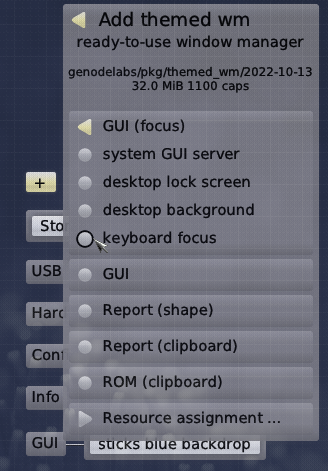 Add themed wm
ready-to-use window manager
genodelabs/pkg/themed_wm/2022-10-13
32.0 MiB 1100 caps
GUI (focus)
system GUI server
desktop lock screen
+
desktop background
Sto
keyboard focus
USB
GUI
Hard
Report (shape)
Conf
Report (clipboard)
Info
ROM (clipboard)
Resource assignment ...
GUI
sticks blue backdrop